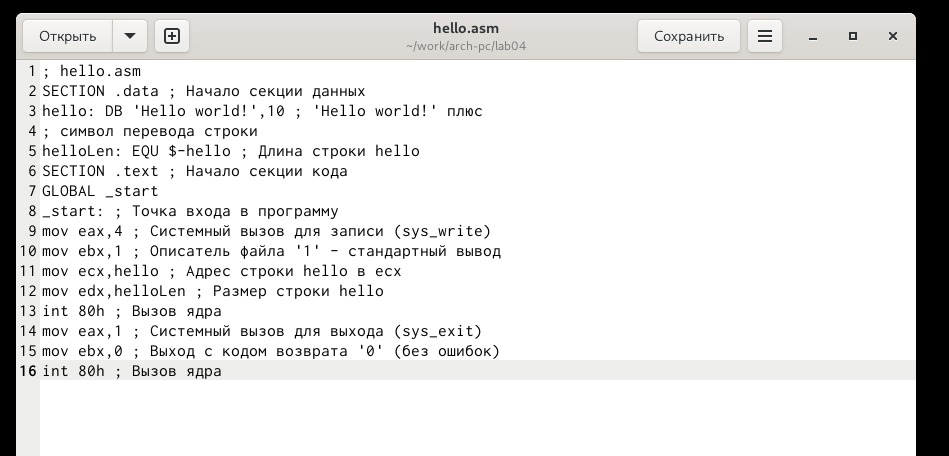 Открыть
hello.asm
~/work/arch-pc/lab04
Сохранить
1 ; hello.asm
2 SECTION .data ; Начало секции данных
3 hello: DB 'Hello world!',10 ; 'Hello world!' плюс
4 ; символ перевода строки
5 helloLen: EQU $-hello ; Длина строки hello
6 SECTION .text ; Начало секции кода
7 GLOBAL _start
8 _start: ; Точка входа в программу
9 mov eax,4 ; Системный вызов для записи (sys_write)
10 mov ebx,1 ; Описатель файла '1' - стандартный вывод
11 mov ecx,hello ; Адрес строки hello в ecx
12 mov edx,helloLen ; Размер строки hello
13 int 80h ; Вызов ядра
14 mov eax,1 ; Системный вызов для выхода (sys_exit)
15 mov ebx,0 ; Выход с кодом возврата '0' (без ошибок)
16 int 80h ; Вызов ядра